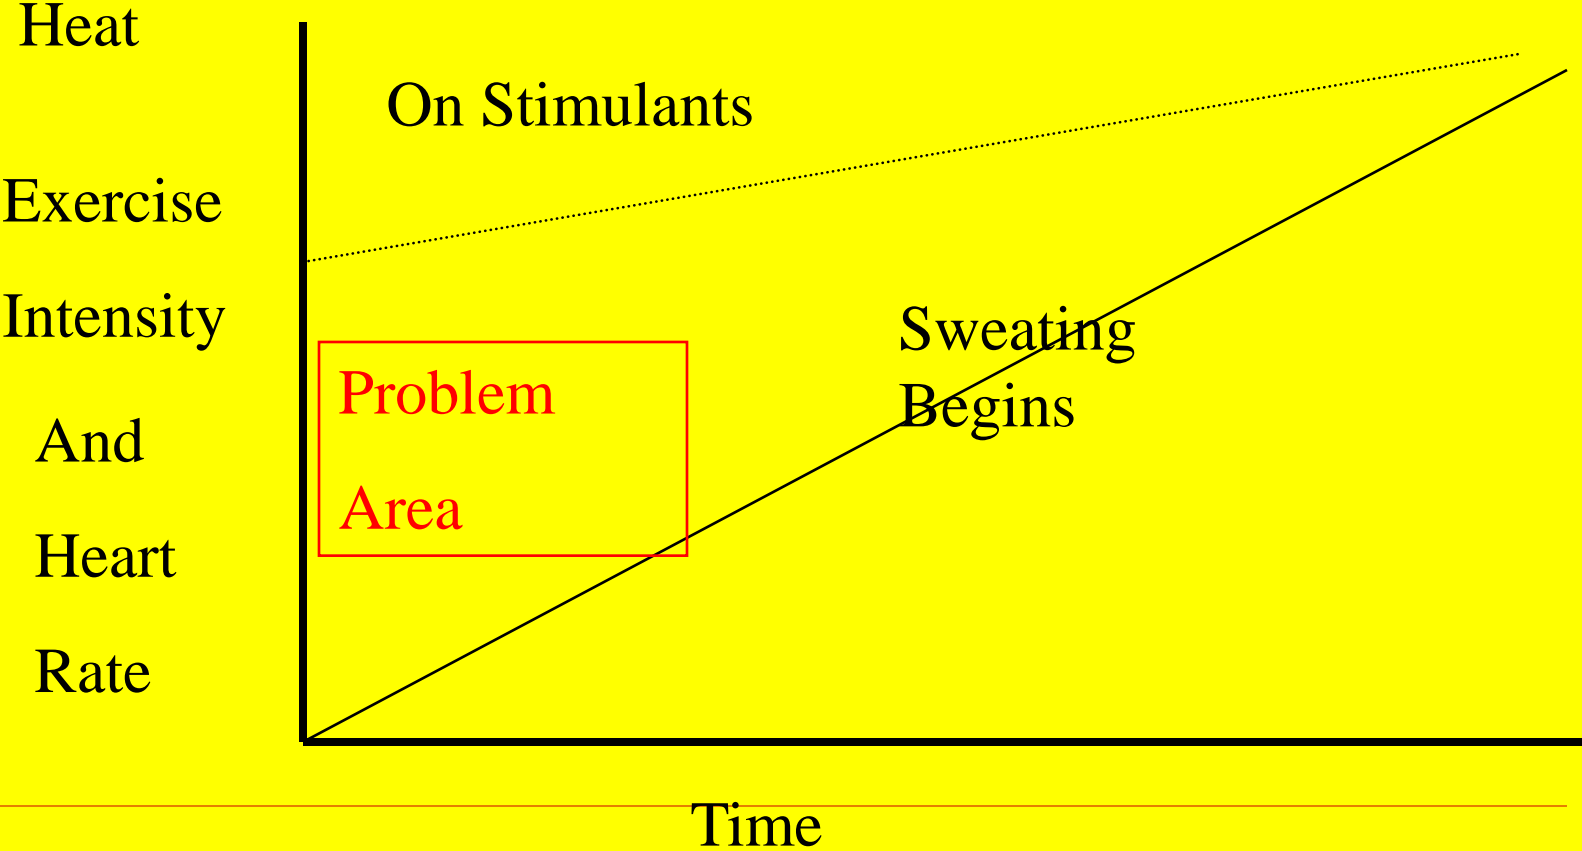 Heat
On Stimulants
Exercise
Intensity
Sweating
Begins
Problem
Area
And
Heart
Rate
Time